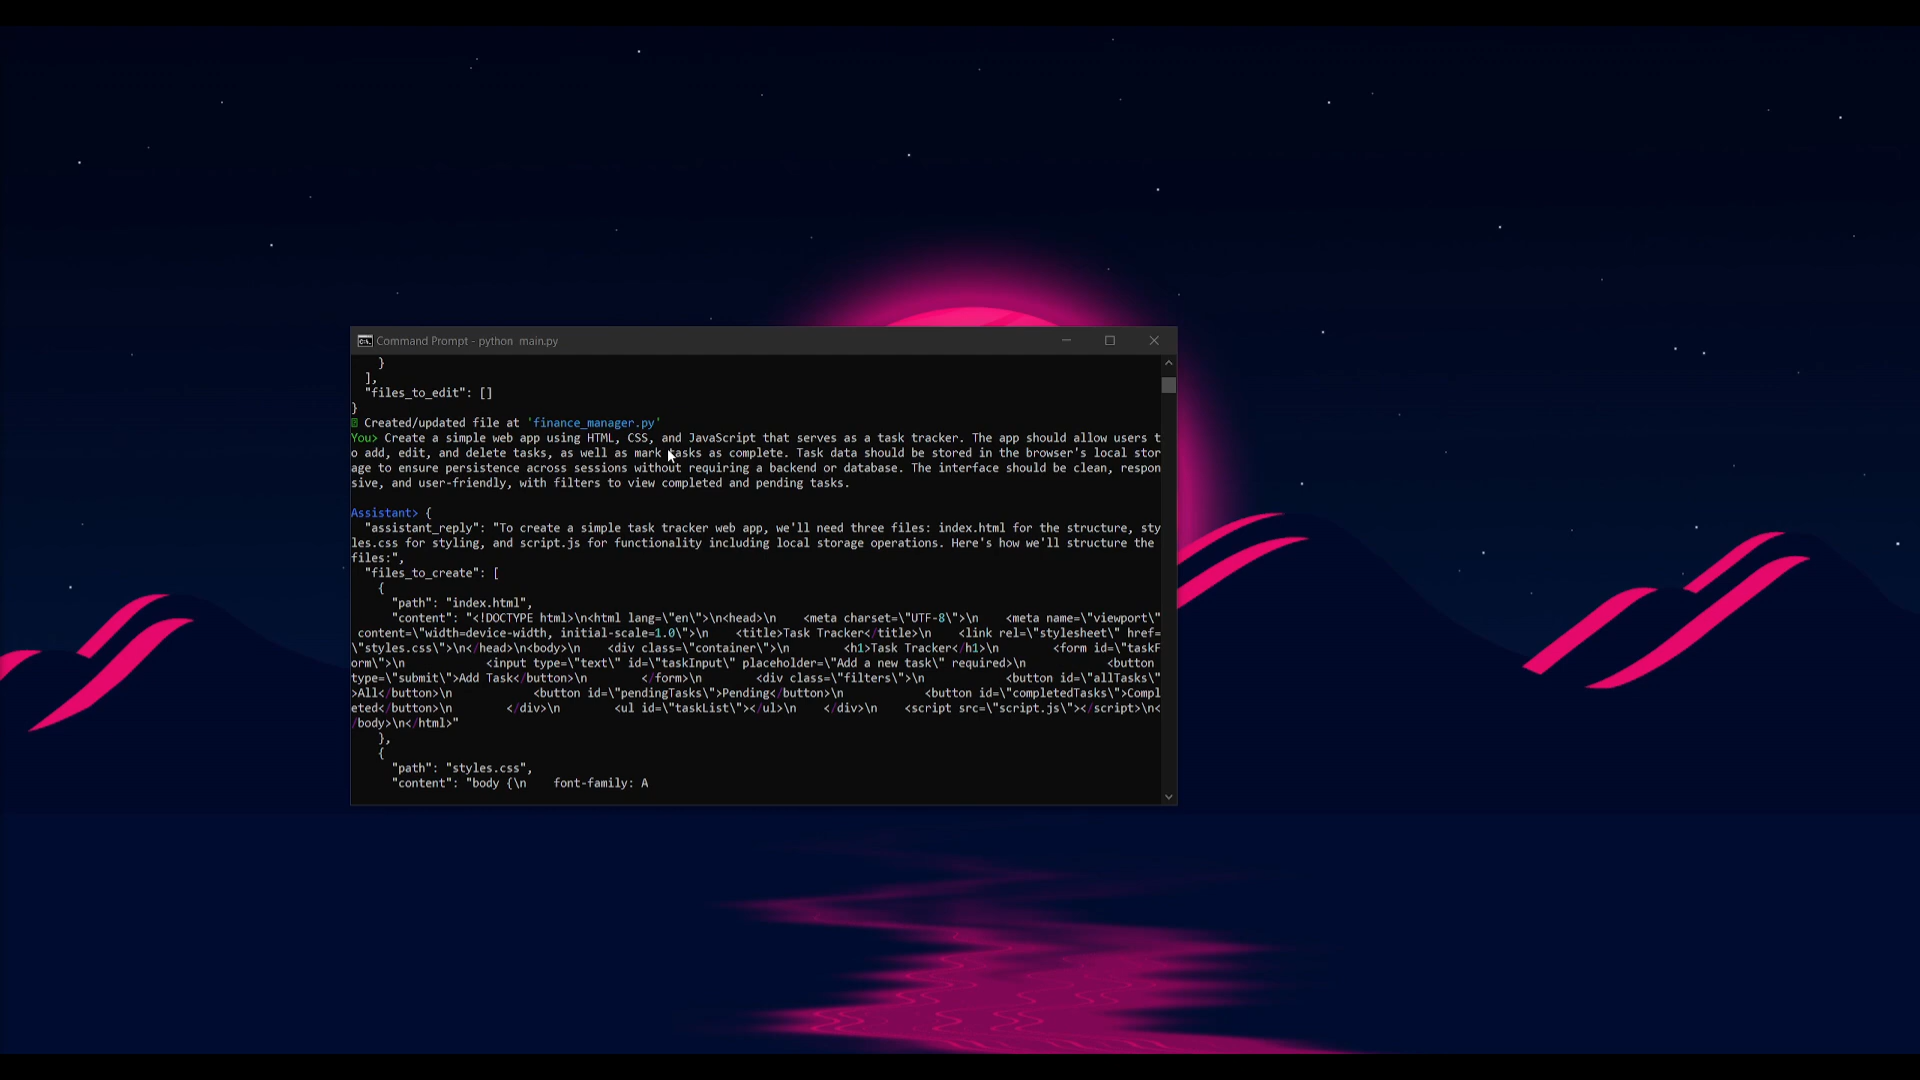 Command Prompt - python  main.py
    }
  ],
  "files_to_edit": []
}
Created/updated file at 'finance_manager.py'
You> Create a simple web app using HTML, CSS, and JavaScript that serves as a task tracker. The app should allow users t
o add, edit, and delete tasks, as well as mark tasks as complete. Task data should be stored in the browser's local stor
age to ensure persistence across sessions without requiring a backend or database. The interface should be clean, respon
sive, and user-friendly, with filters to view completed and pending tasks.
Assistant> {
  "assistant_reply": "To create a simple task tracker web app, we'll need three files: index.html for the structure, sty
les.css for styling, and script.js for functionality including local storage operations. Here's how we'll structure the
files:",
  "files_to_create": [
    {
      "path": "index.html",
      "content": "<!DOCTYPE html>\n<html lang=\"en\">\n<head>\n    <meta charset=\"UTF-8\">\n    <meta name=\"viewport\"
 content=\"width=device-width, initial-scale=1.0\">\n    <title>Task Tracker</title>\n    <link rel=\"stylesheet\" href=
\"styles.css\">\n</head>\n<body>\n    <div class=\"container\">\n        <h1>Task Tracker</h1>\n        <form id=\"taskF
orm\">\n            <input type=\"text\" id=\"taskInput\" placeholder=\"Add a new task\" required>\n            <button
type=\"submit\">Add Task</button>\n        </form>\n        <div class=\"filters\">\n            <button id=\"allTasks\"
>All</button>\n            <button id=\"pendingTasks\">Pending</button>\n            <button id=\"completedTasks\">Compl
eted</button>\n        </div>\n        <ul id=\"taskList\"></ul>\n    </div>\n    <script src=\"script.js\"></script>\n<
/body>\n</html>"
    },
    {
      "path": "styles.css",
      "content": "body {\n    font-family: A